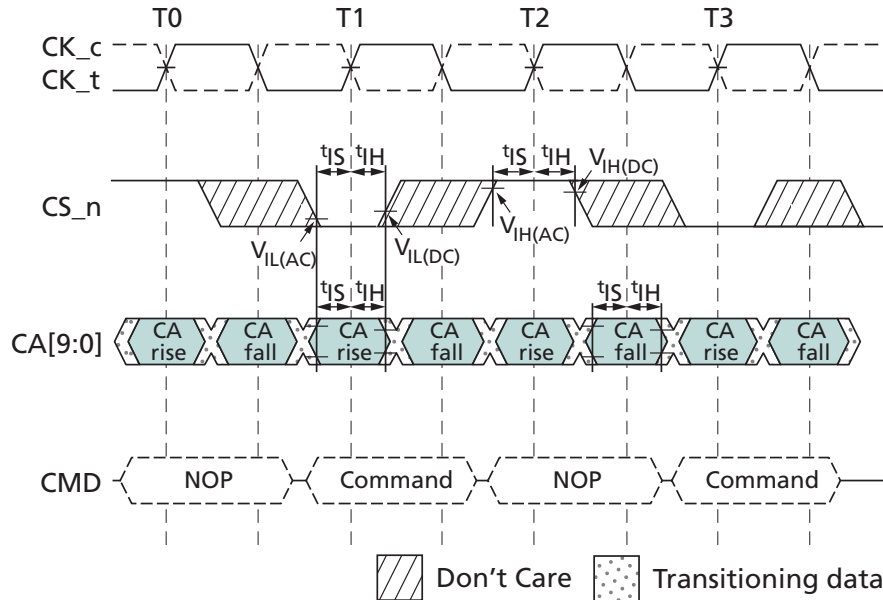 T0 T1 T2 T3
CK_c
CK_t
tIS tIH tIS tIH VIH(DC)
CS_n
VIL(AC) VIL(DC) VIH(AC)
tIS tIH tIS tIH
CA[9:0]
CA rise
CA fall
CA rise
CA fall
CA rise
CA fall
CA rise
CA fall
CMD NOP Command NOP Command
Don't Care Transitioning data